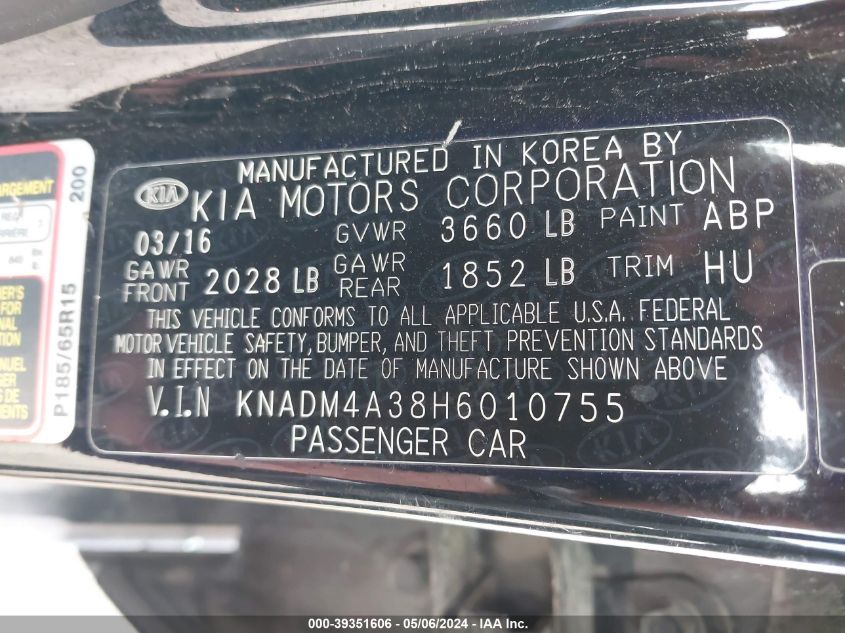 MANUFACTURED IN KOREA BY
KIA KIA MOTORS CORPORATION
03/16 GVWR 3660 LB PAINT ABP
GAWR FRONT 2028 LB GAWR REAR 1852 LB TRIM HU
THIS VEHICLE CONFORMS TO ALL APPLICABLE U.S.A. FEDERAL
MOTOR VEHICLE SAFETY, BUMPER, AND THEFT PREVENTION STANDARDS
IN EFFECT ON THE DATE OF MANUFACTURE SHOWN ABOVE
V.I.N KNADM4A38H6010755
PASSENGER CAR
ARGEMENT
200
P185/65R15
000-39351606 - 05/06/2024 - IAA Inc.